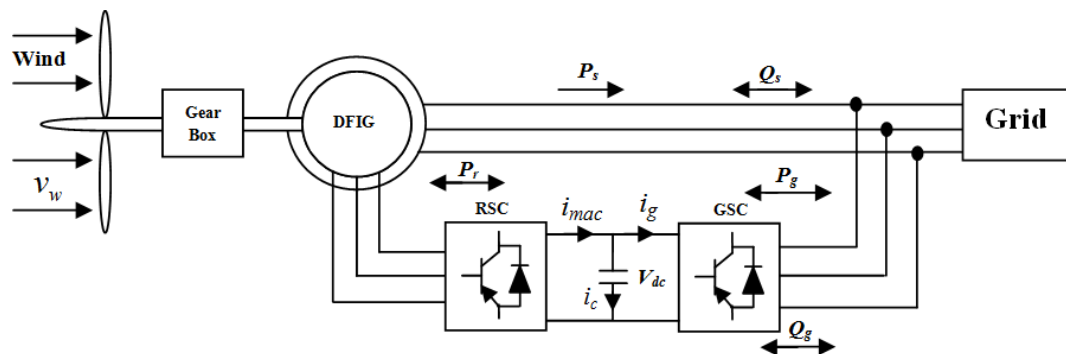 Wind
v_w
Gear
Box
DFIG
P_s
Q_s
Grid
P_r
RSC
i_mac
i_g
GSC
P_g
V_dc
i_c
Q_g